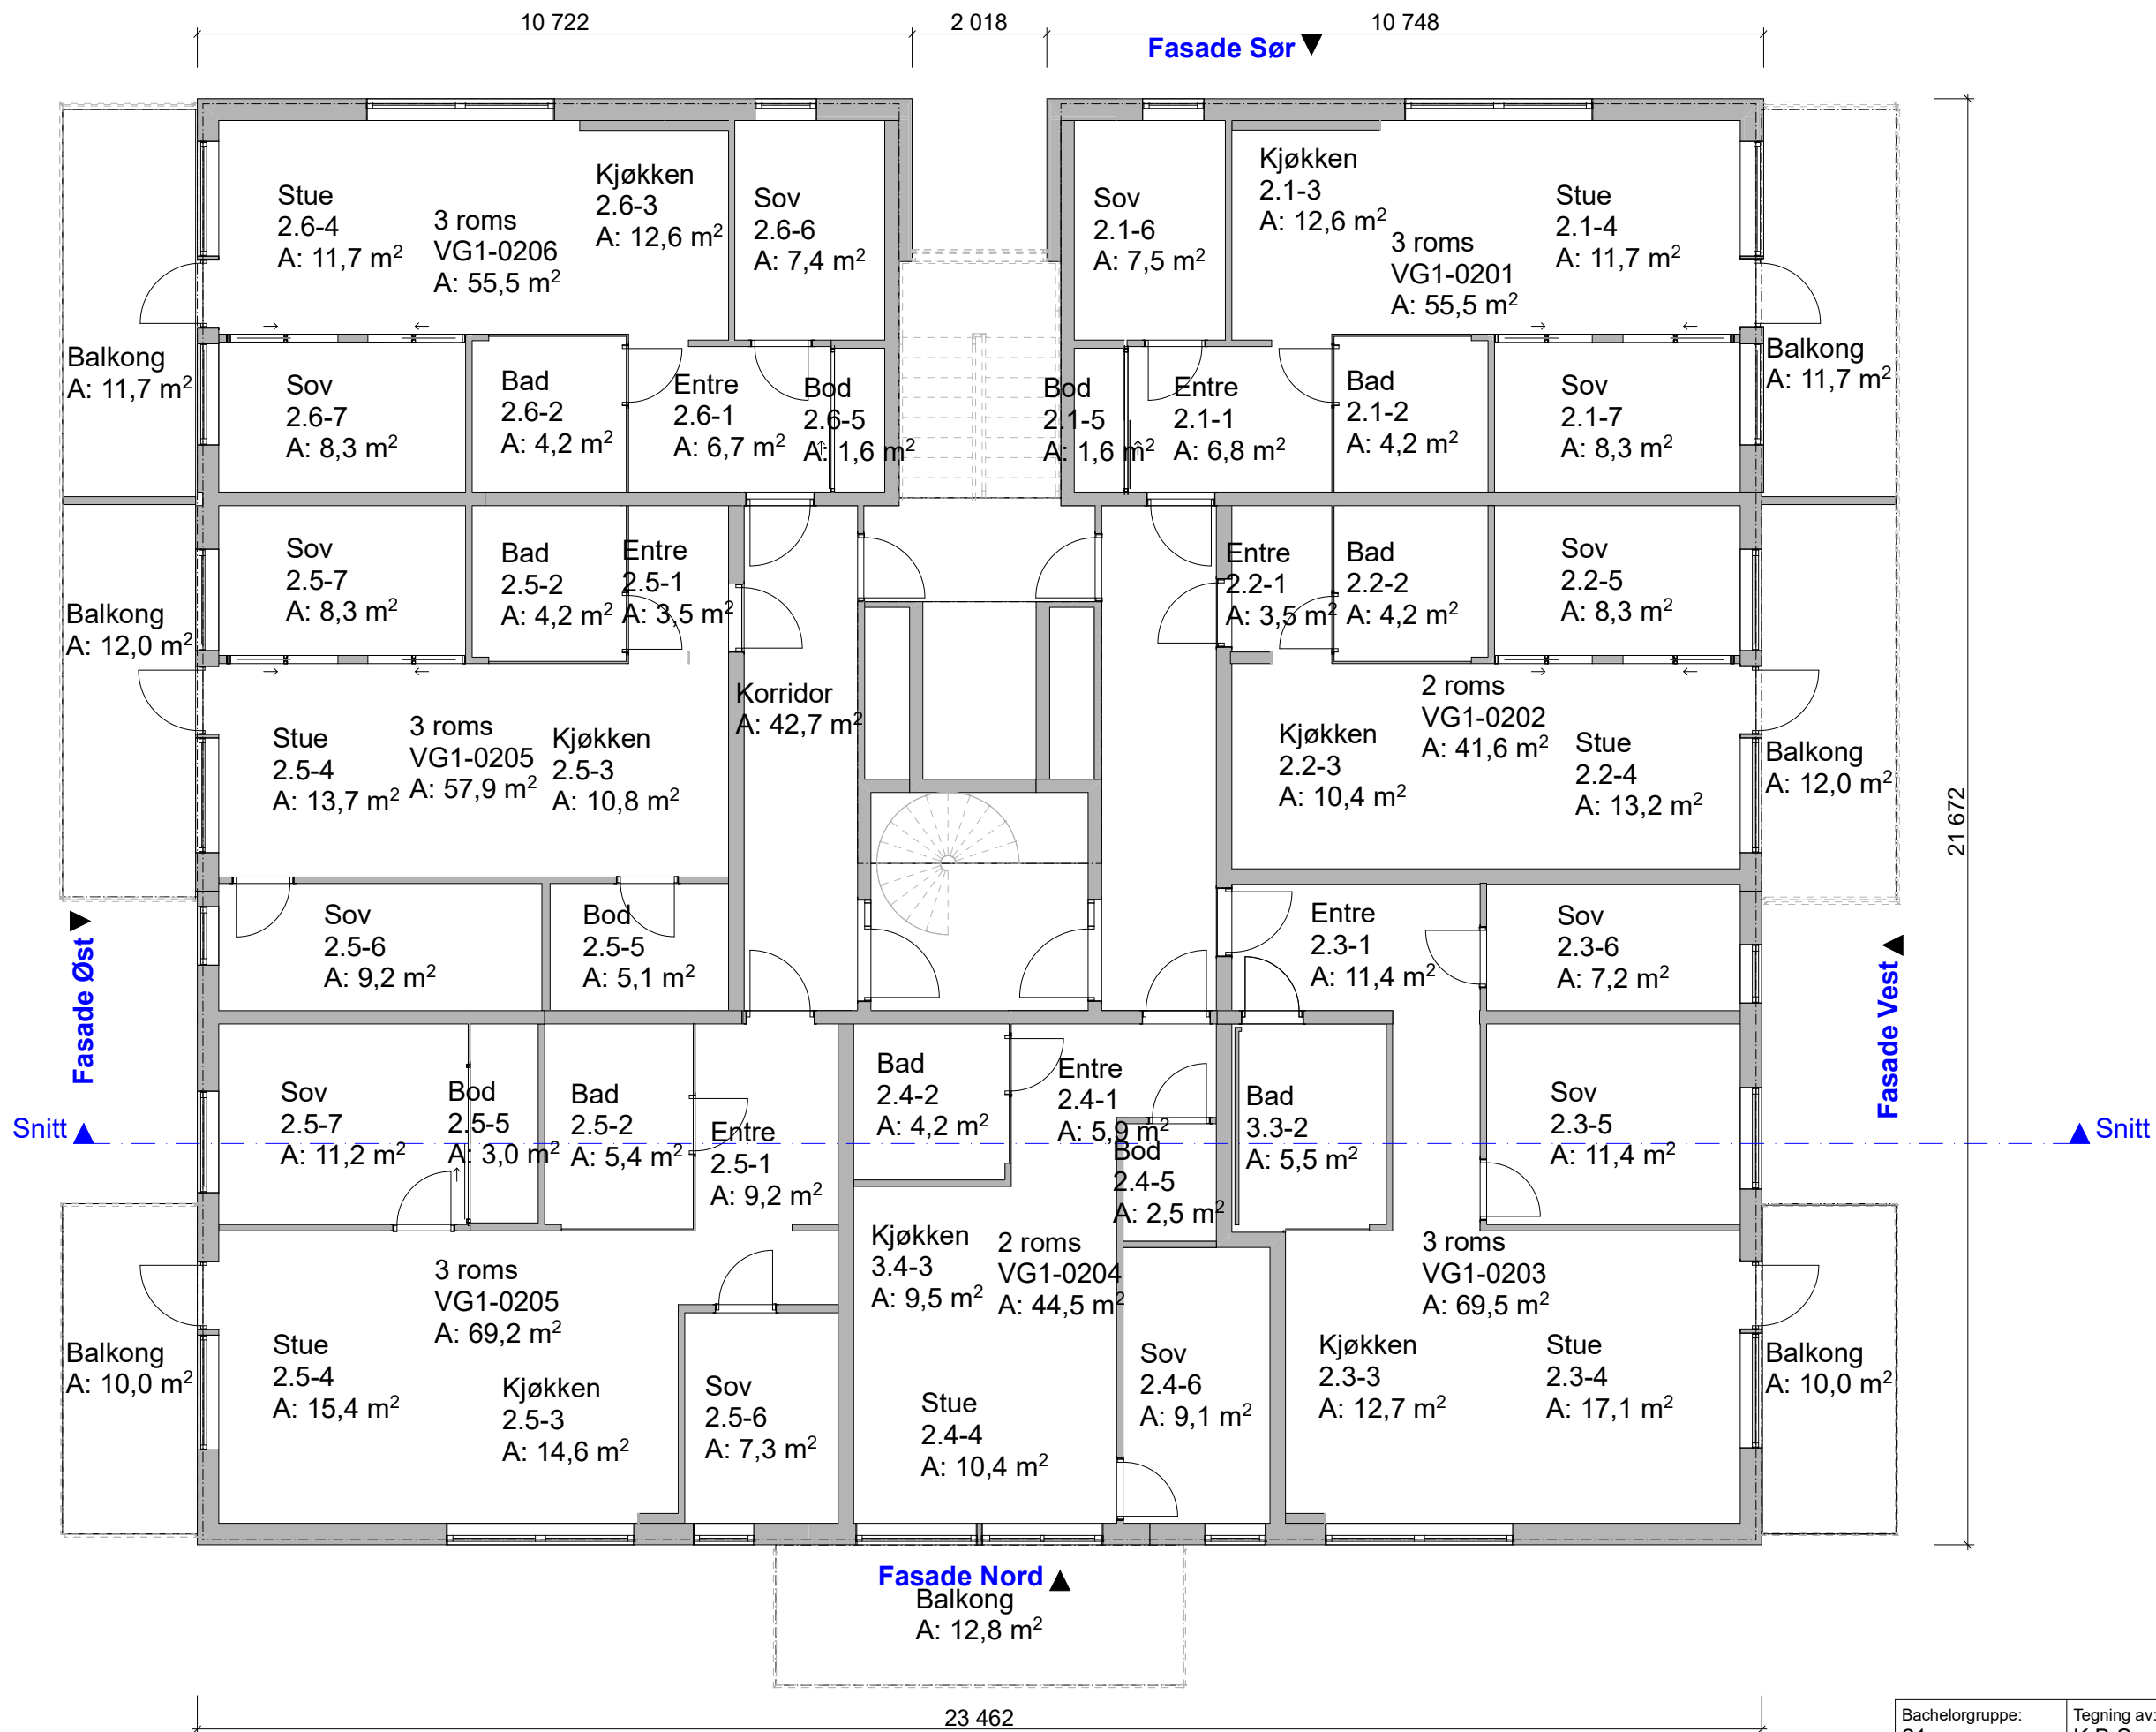 10 722
2 018
10 748
Fasade Sør
Stue
2.6-4
A: 11,7 m²
3 roms
VG1-0206
A: 55,5 m²
Kjøkken
2.6-3
A: 12,6 m²
Sov
2.6-6
A: 7,4 m²
Sov
2.1-6
A: 7,5 m²
Kjøkken
2.1-3
A: 12,6 m²
3 roms
VG1-0201
A: 55,5 m²
Stue
2.1-4
A: 11,7 m²
Balkong
A: 11,7 m²
Sov
2.6-7
A: 8,3 m²
Bad
2.6-2
A: 4,2 m²
Entre
2.6-1
A: 6,7 m²
Bod
2.6-5
A: 1,6 m²
Bod
2.1-5
A: 1,6 m²
Entre
2.1-1
A: 6,8 m²
Bad
2.1-2
A: 4,2 m²
Sov
2.1-7
A: 8,3 m²
Balkong
A: 11,7 m²
Balkong
A: 12,0 m²
Sov
2.5-7
A: 8,3 m²
Bad
2.5-2
A: 4,2 m²
Entre
2.5-1
A: 3,5 m²
Entre
2.2-1
A: 3,5 m²
Bad
2.2-2
A: 4,2 m²
Sov
2.2-5
A: 8,3 m²
Korridor
A: 42,7 m²
Stue
2.5-4
A: 13,7 m²
3 roms
VG1-0205
A: 57,9 m²
Kjøkken
2.5-3
A: 10,8 m²
Kjøkken
2.2-3
A: 10,4 m²
2 roms
VG1-0202
A: 41,6 m²
Stue
2.2-4
A: 13,2 m²
Balkong
A: 12,0 m²
21 672
Fasade Øst
Sov
2.5-6
A: 9,2 m²
Bod
2.5-5
A: 5,1 m²
Entre
2.3-1
A: 11,4 m²
Sov
2.3-6
A: 7,2 m²
Fasade Vest
Snitt
Sov
2.5-7
A: 11,2 m²
Bod
2.5-5
A: 3,0 m²
Bad
2.5-2
A: 5,4 m²
Entre
2.5-1
A: 9,2 m²
Bad
2.4-2
A: 4,2 m²
Entre
2.4-1
A: 5,9 m²
Bod
2.4-5
A: 2,5 m²
Bad
3.3-2
A: 5,5 m²
Sov
2.3-5
A: 11,4 m²
Snitt
Balkong
A: 10,0 m²
3 roms
VG1-0205
A: 69,2 m²
Stue
2.5-4
A: 15,4 m²
Kjøkken
2.5-3
A: 14,6 m²
Sov
2.5-6
A: 7,3 m²
Kjøkken
3.4-3
A: 9,5 m²
2 roms
VG1-0204
A: 44,5 m²
Stue
2.4-4
A: 10,4 m²
Sov
2.4-6
A: 9,1 m²
3 roms
VG1-0203
A: 69,5 m²
Kjøkken
2.3-3
A: 12,7 m²
Stue
2.3-4
A: 17,1 m²
Balkong
A: 10,0 m²
Fasade Nord
Balkong
A: 12,8 m²
23 462
Bachelorgruppe:
Tegning av: